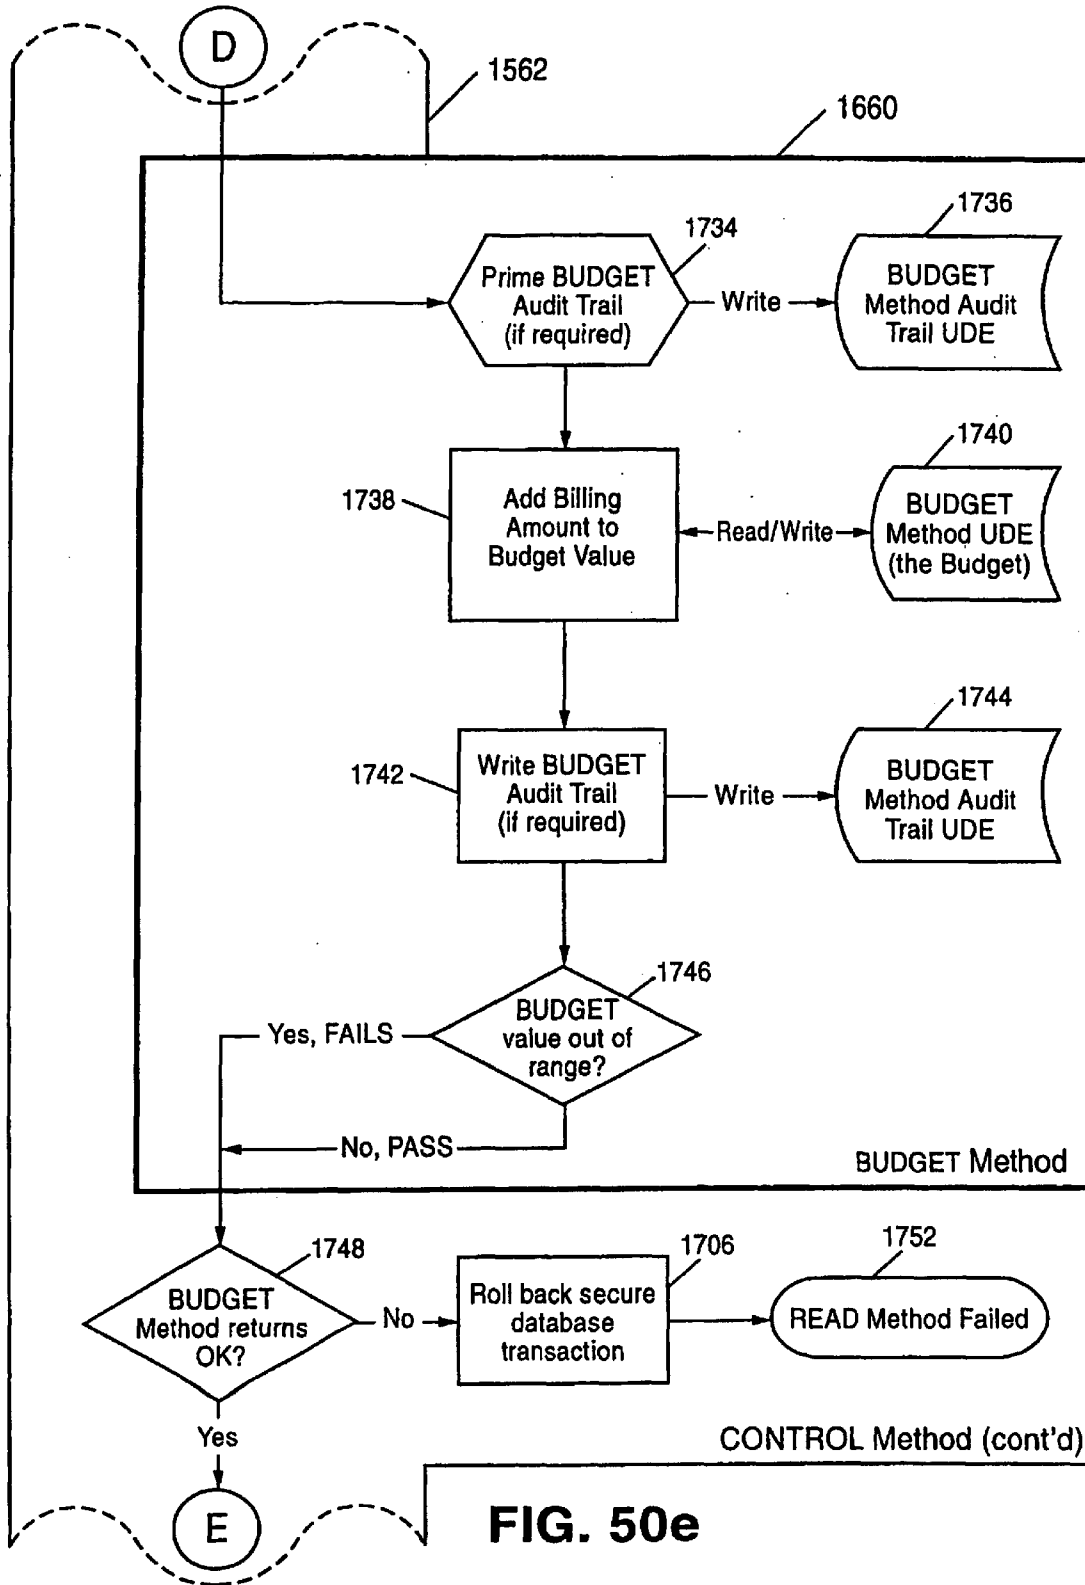 D
1562
1660
1734
1736
Prime BUDGET
Audit Trail
(if required)
Write
BUDGET
Method Audit
Trail UDE
1738
Add Billing
Amount to
Budget Value
Read/Write
1740
BUDGET
Method UDE
(the Budget)
1742
Write BUDGET
Audit Trail
(if required)
Write
1744
BUDGET
Method Audit
Trail UDE
1746
BUDGET
value out of
range?
Yes, FAILS
No, PASS
BUDGET Method
1748
BUDGET
Method returns
OK?
No
1706
Roll back secure
database
transaction
1752
READ Method Failed
Yes
CONTROL Method (cont'd)
E
FIG. 50e